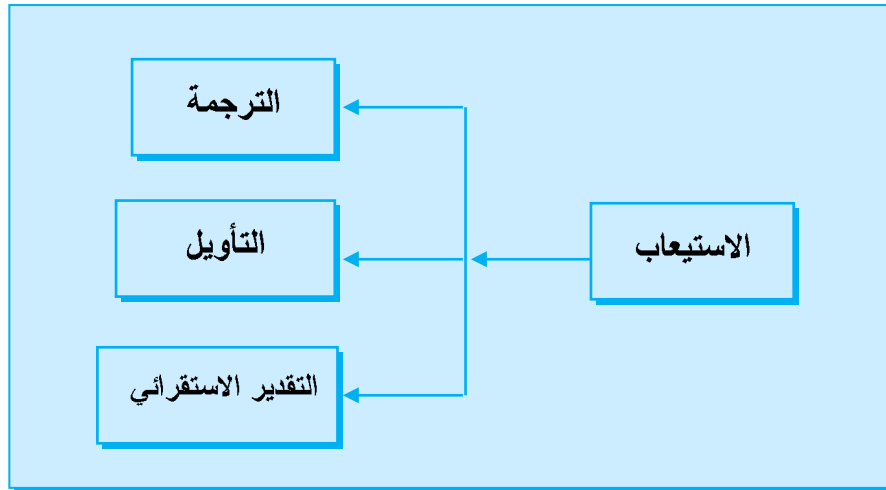 الاستيعاب
الترجمة
التأويل
التقدير الاستقرائي